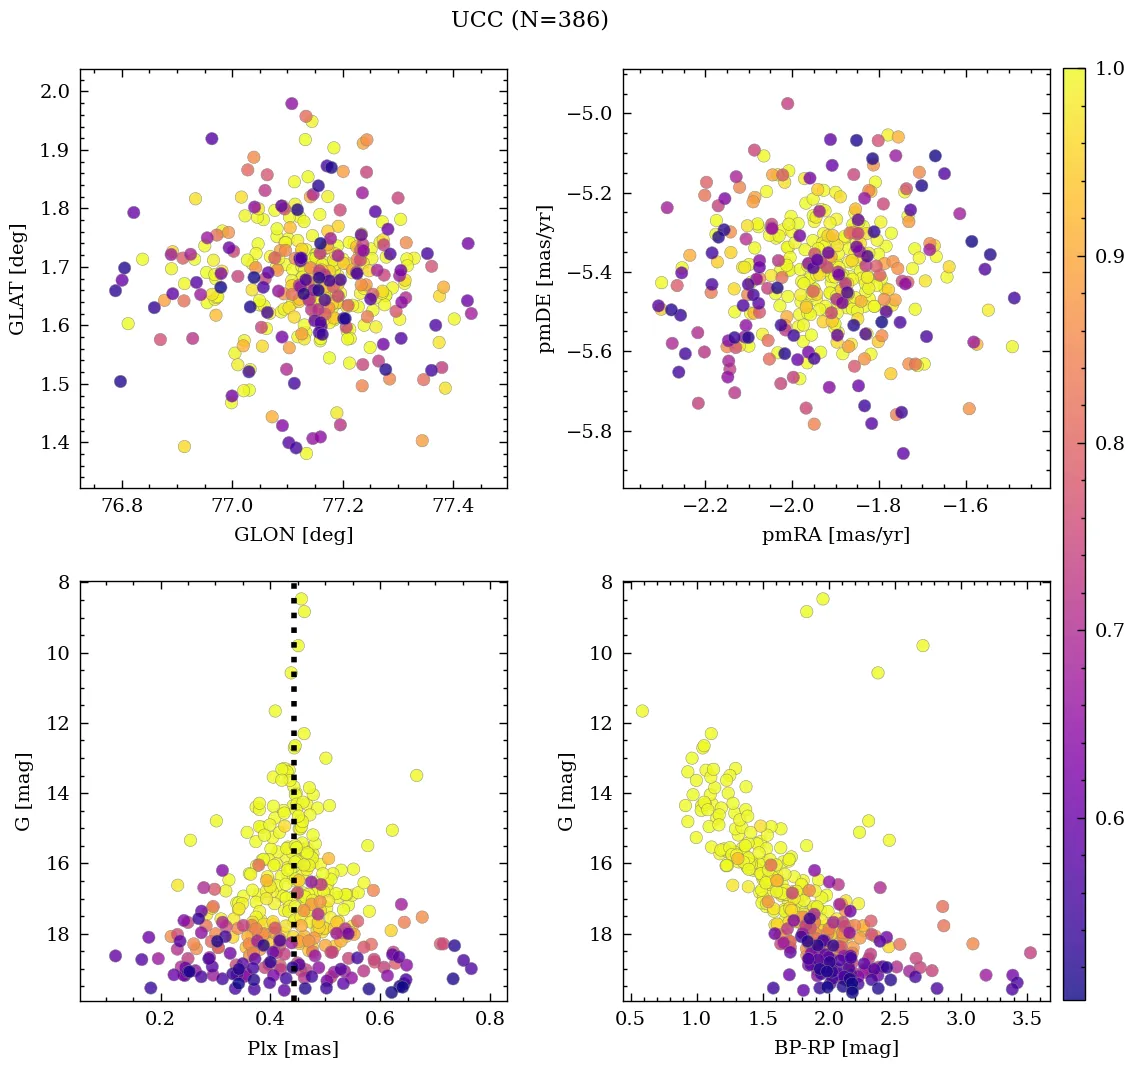 UCC (N=386)
2.0
1.9
1.8
1.7
1.6
1.5
1.4
GLAT [deg]
76.8 77.0 77.2 77.4
GLON [deg]
−5.0
−5.2
−5.4
−5.6
−5.8
pmDE [mas/yr]
−2.2 −2.0 −1.8 −1.6
pmRA [mas/yr]
8
10
12
14
16
18
G [mag]
0.2 0.4 0.6 0.8
Plx [mas]
8
10
12
14
16
18
G [mag]
0.5 1.0 1.5 2.0 2.5 3.0 3.5
BP-RP [mag]
1.0
0.9
0.8
0.7
0.6